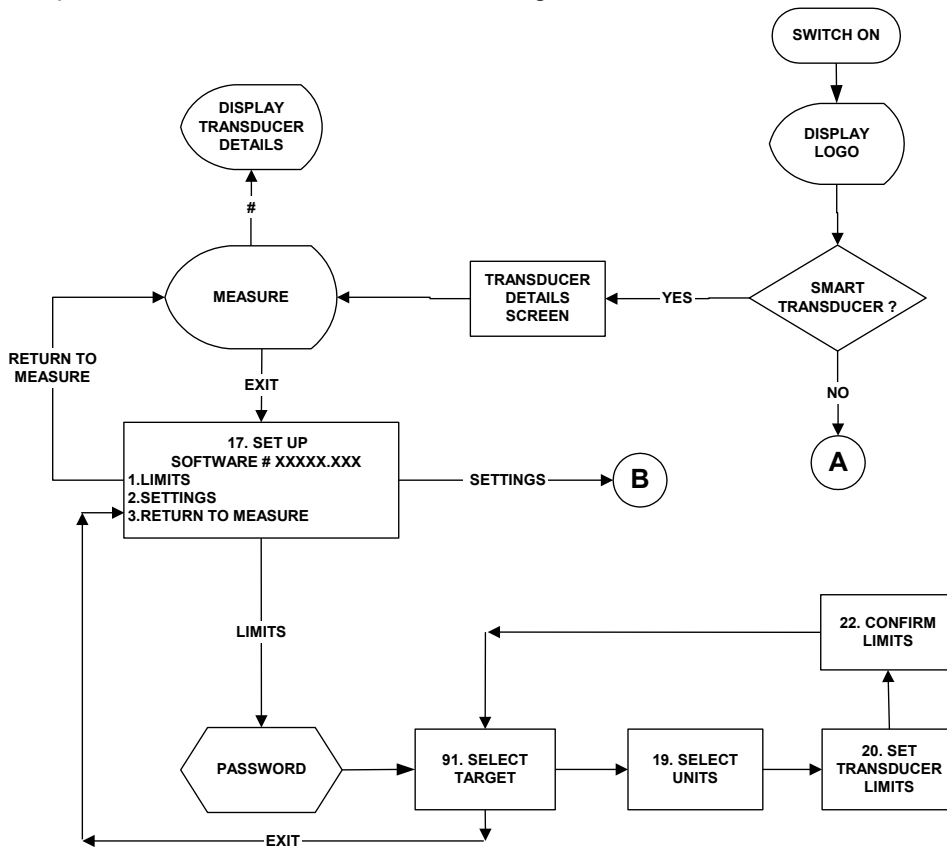 SWITCH ON
DISPLAY
TRANSDUCER
DETAILS
DISPLAY
LOGO
#
MEASURE
TRANSDUCER
DETAILS
SCREEN
YES
SMART
TRANSDUCER ?
RETURN TO
MEASURE
EXIT
NO
17. SET UP
SOFTWARE # XXXXX.XXX
1.LIMITS
2.SETTINGS
3.RETURN TO MEASURE
SETTINGS
B
A
LIMITS
22. CONFIRM
LIMITS
PASSWORD
91. SELECT
TARGET
19. SELECT
UNITS
20. SET
TRANSDUCER
LIMITS
EXIT